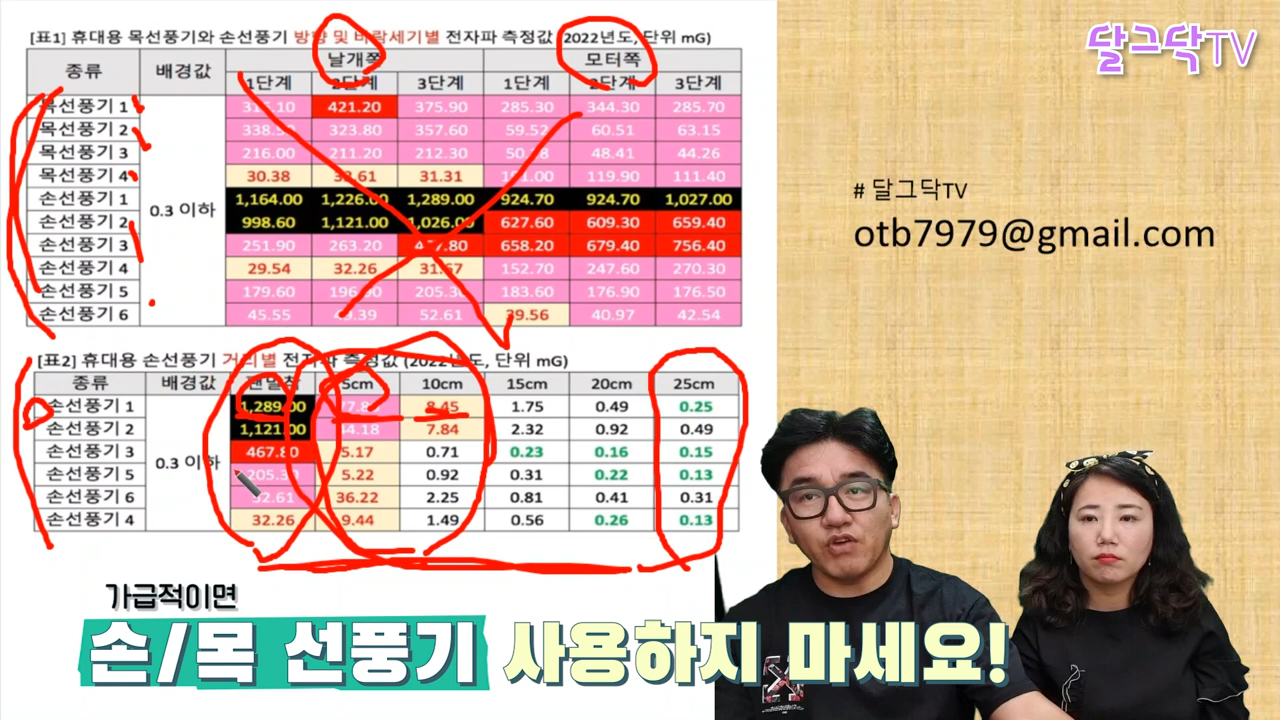 [표1] 휴대용 목선풍기와 손선풍기 방향 및 바람세기별 전자파 측정값 (2022년도, 단위 mG)
달그닥TV
종류 배경값 날개쪽 모터쪽
1단계 2단계 3단계 1단계 2단계 3단계
목선풍기 1 421.20 375.90 285.30 344.30 285.70
목선풍기 2 323.80 357.60 59.52 60.51 63.15
목선풍기 3 216.00 211.20 212.30 48.41 44.26
목선풍기 4 30.38 31.31 119.90 111.40
손선풍기 1 0.3 이하 1,164.00 1,226.00 1,289.00 924.70 924.70 1,027.00
손선풍기 2 998.60 1,121.00 1,026.00 627.60 609.30 659.40
손선풍기 3 251.90 263.20 658.20 679.40 756.40
손선풍기 4 29.54 32.26 152.70 247.60 270.30
손선풍기 5 179.60 183.60 176.90 176.50
손선풍기 6 45.55 52.61 39.56 40.97 42.54
# 달그닥TV
otb7979@gmail.com
[표2] 휴대용 손선풍기 거리별 전자파 측정값 (2022년도, 단위 mG)
종류 배경값 5cm 10cm 15cm 20cm 25cm
손선풍기 1 1,289.00 8.45 1.75 0.49 0.25
손선풍기 2 1,121.00 7.84 2.32 0.92 0.49
손선풍기 3 0.3 이하 467.80 5.17 0.71 0.23 0.16 0.15
손선풍기 5 205.30 5.22 0.92 0.31 0.22 0.13
손선풍기 6 52.61 36.22 2.25 0.81 0.41 0.31
손선풍기 4 32.26 9.44 1.49 0.56 0.26 0.13
가급적이면
손/목 선풍기 사용하지 마세요!